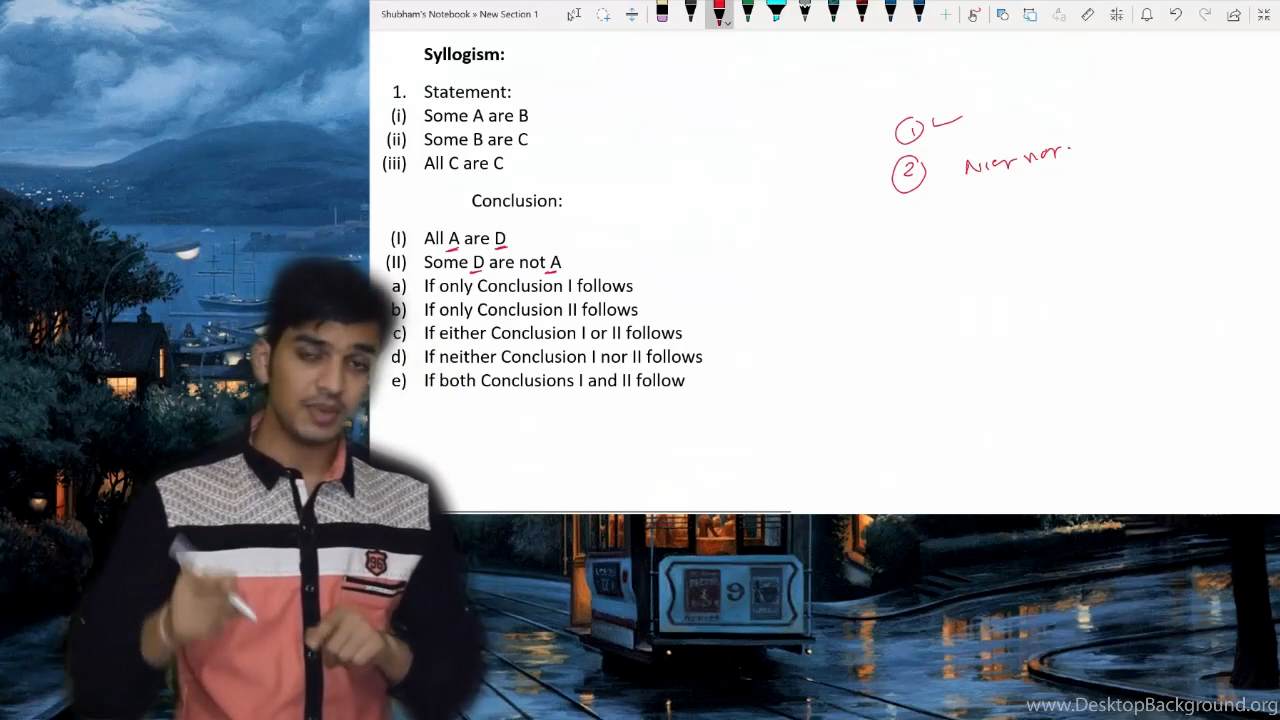 Shubham's Notebook » New Section 1
Syllogism:
1. Statement:
(i) Some A are B
(ii) Some B are C
(iii) All C are C
Conclusion:
(I) All A are D
(II) Some D are not A
a) If only Conclusion I follows
b) If only Conclusion II follows
c) If either Conclusion I or II follows
d) If neither Conclusion I nor II follows
e) If both Conclusions I and II follow
1
2 nor.
9
www.DesktopBackground.org